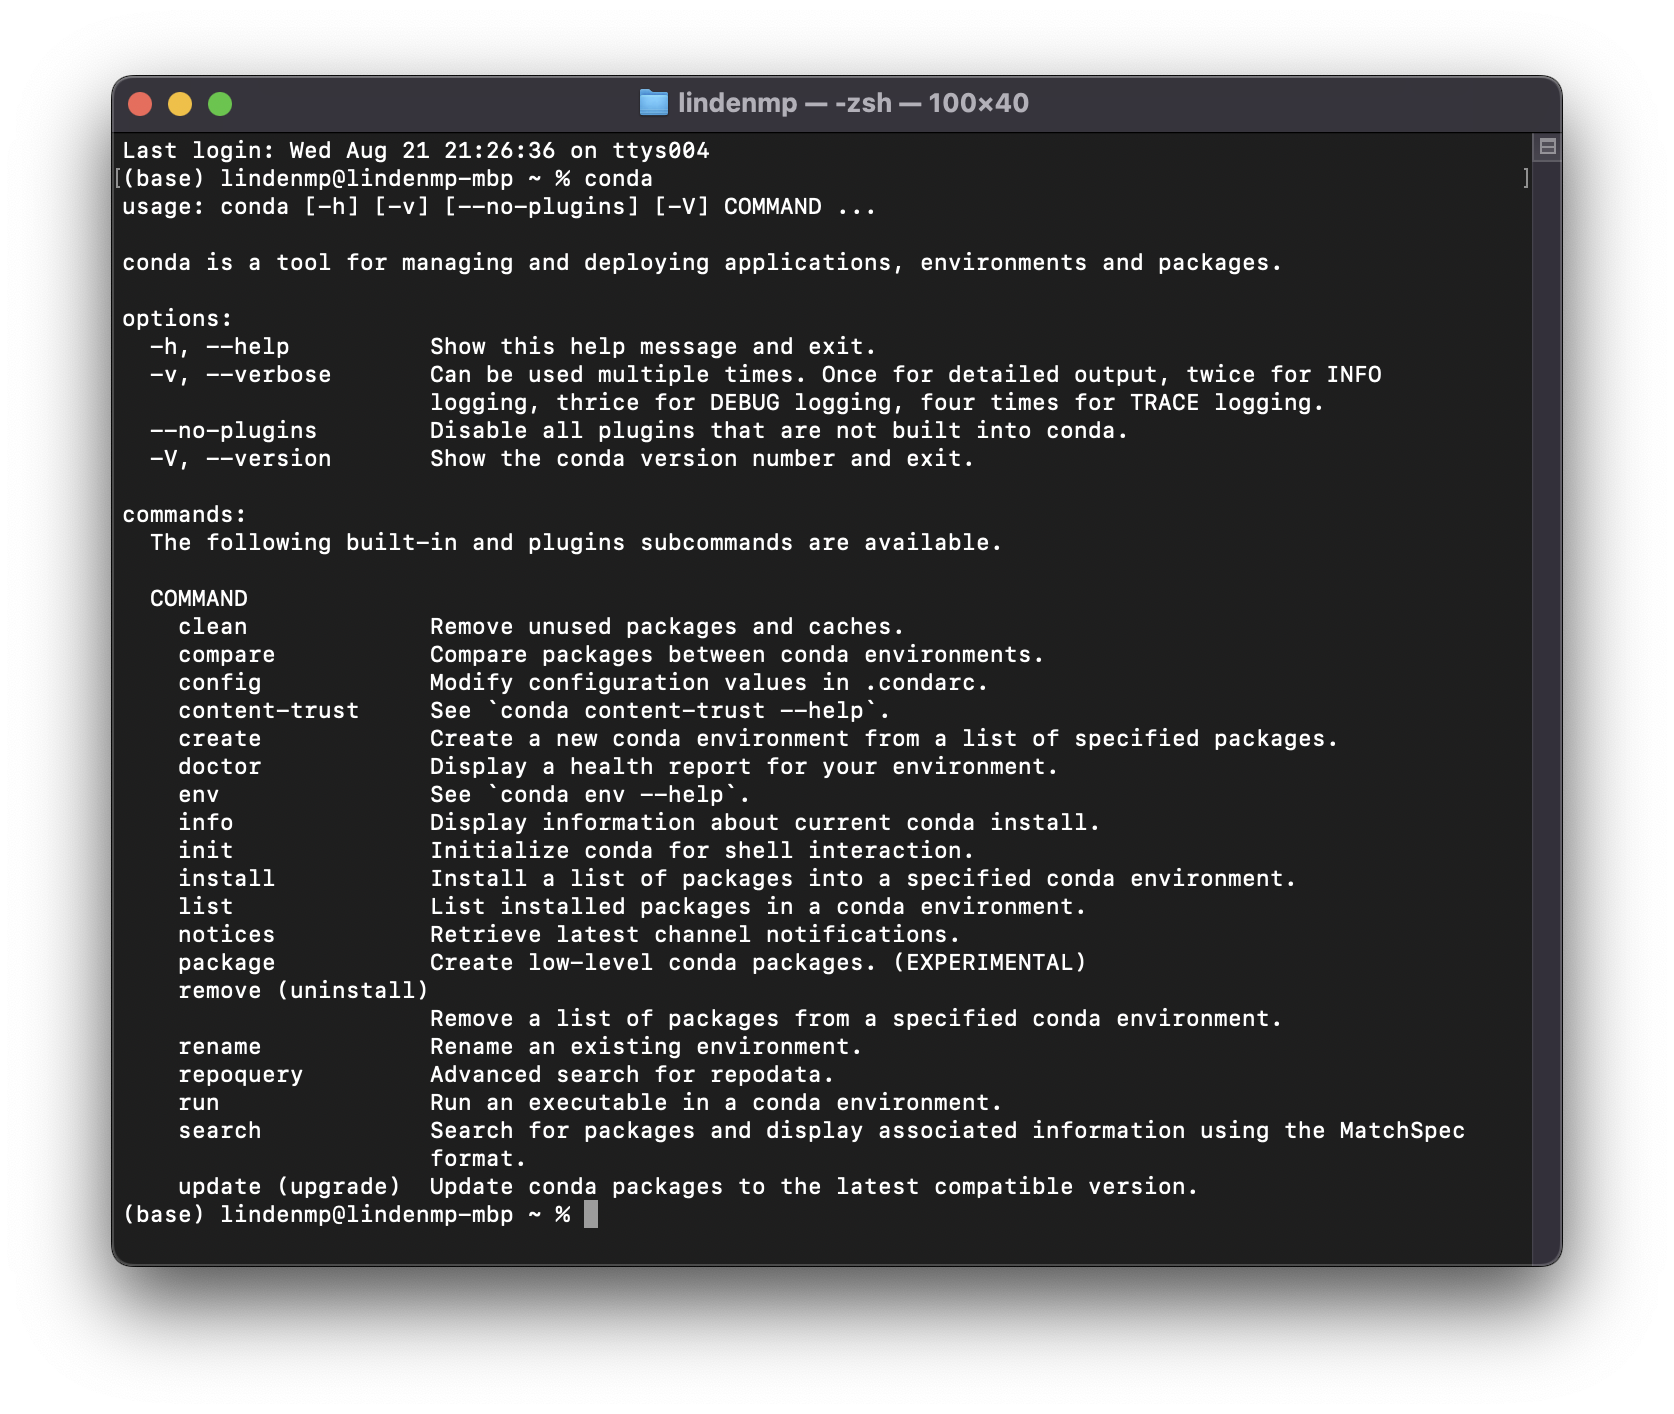 lindenmp — -zsh — 100×40
Last login: Wed Aug 21 21:26:36 on ttys004
[(base) lindenmp@lindenmp-mbp ~ % conda ]
usage: conda [-h] [-v] [--no-plugins] [-V] COMMAND ...
conda is a tool for managing and deploying applications, environments and packages.
options:
  -h, --help          Show this help message and exit.
  -v, --verbose       Can be used multiple times. Once for detailed output, twice for INFO
                      logging, thrice for DEBUG logging, four times for TRACE logging.
  --no-plugins        Disable all plugins that are not built into conda.
  -V, --version       Show the conda version number and exit.
commands:
  The following built-in and plugins subcommands are available.
  COMMAND
    clean             Remove unused packages and caches.
    compare           Compare packages between conda environments.
    config            Modify configuration values in .condarc.
    content-trust     See `conda content-trust --help`.
    create            Create a new conda environment from a list of specified packages.
    doctor            Display a health report for your environment.
    env               See `conda env --help`.
    info              Display information about current conda install.
    init              Initialize conda for shell interaction.
    install           Install a list of packages into a specified conda environment.
    list              List installed packages in a conda environment.
    notices           Retrieve latest channel notifications.
    package           Create low-level conda packages. (EXPERIMENTAL)
    remove (uninstall)
                      Remove a list of packages from a specified conda environment.
    rename            Rename an existing environment.
    repoquery         Advanced search for repodata.
    run               Run an executable in a conda environment.
    search            Search for packages and display associated information using the MatchSpec
                      format.
    update (upgrade)  Update conda packages to the latest compatible version.
(base) lindenmp@lindenmp-mbp ~ %